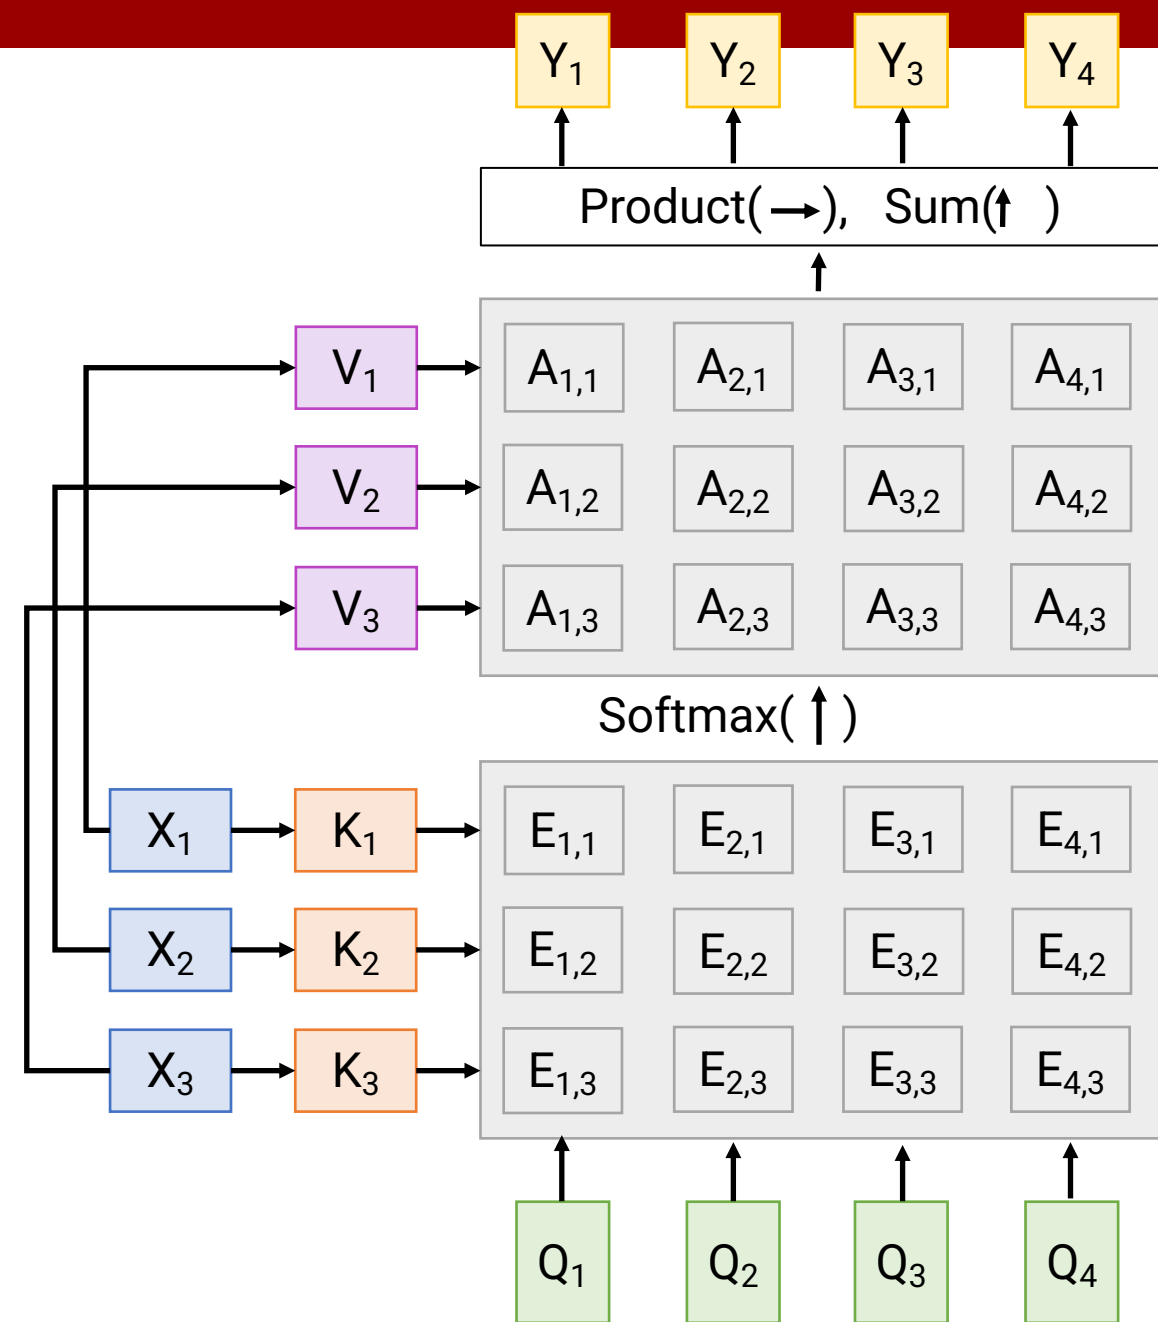 Y1 Y2 Y3 Y4
Product(→), Sum(↑ )
V1 A1,1 A2,1 A3,1 A4,1
V2 A1,2 A2,2 A3,2 A4,2
V3 A1,3 A2,3 A3,3 A4,3
Softmax(↑)
X1 K1 E1,1 E2,1 E3,1 E4,1
X2 K2 E1,2 E2,2 E3,2 E4,2
X3 K3 E1,3 E2,3 E3,3 E4,3
Q1 Q2 Q3 Q4